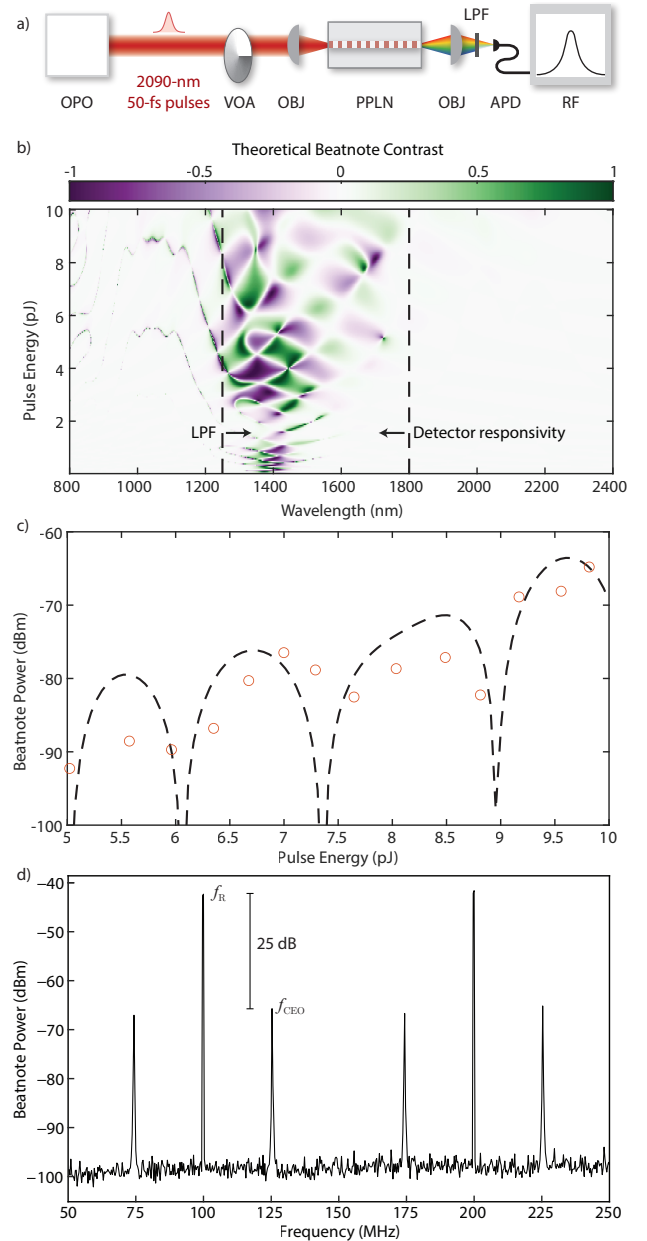 a)
LPF
OPO
2090-nm
50-fs pulses
VOA
OBJ
PPLN
OBJ
APD
RF
b)
Theoretical Beatnote Contrast
-1 -0.5 0 0.5 1
Pulse Energy (pJ)
10
8
6
4
2
LPF
Detector responsivity
800 1000 1200 1400 1600 1800 2000 2200 2400
Wavelength (nm)
c)
Beatnote Power (dBm)
-60
-70
-80
-90
-100
5 5.5 6 6.5 7 7.5 8 8.5 9 9.5 10
Pulse Energy (pJ)
d)
Beatnote Power (dBm)
−40
−50
−60
−70
−80
−90
−100
fR
25 dB
fCEO
50 75 100 125 150 175 200 225 250
Frequency (MHz)